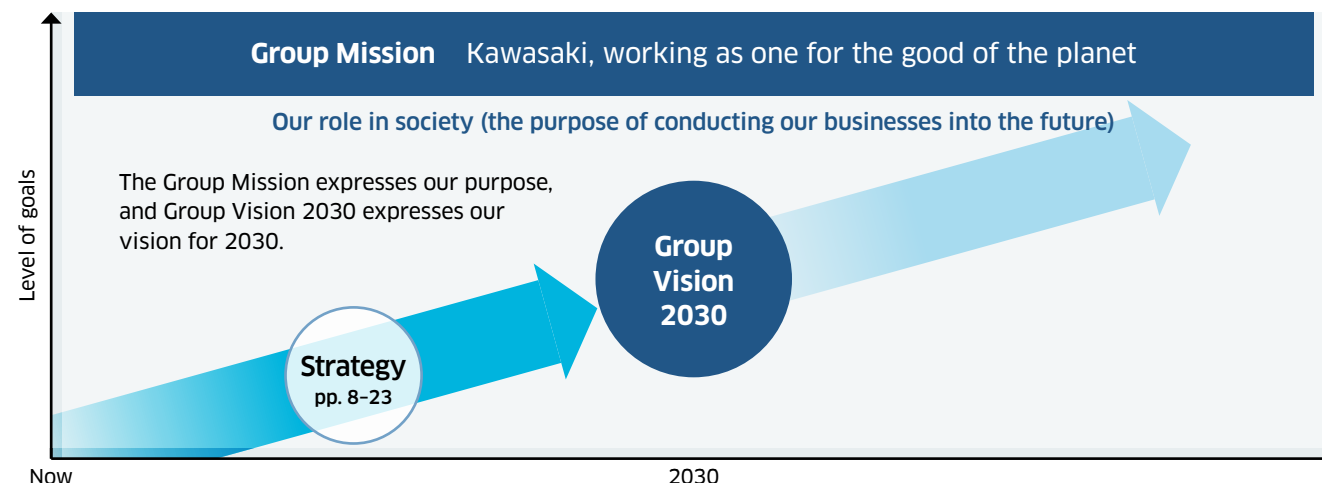 Group Mission Kawasaki, working as one for the good of the planet
Our role in society (the purpose of conducting our businesses into the future)
The Group Mission expresses our purpose,
and Group Vision 2030 expresses our
vision for 2030.
Level of goals
Group
Vision
2030
Strategy
pp. 8–23
Now
2030